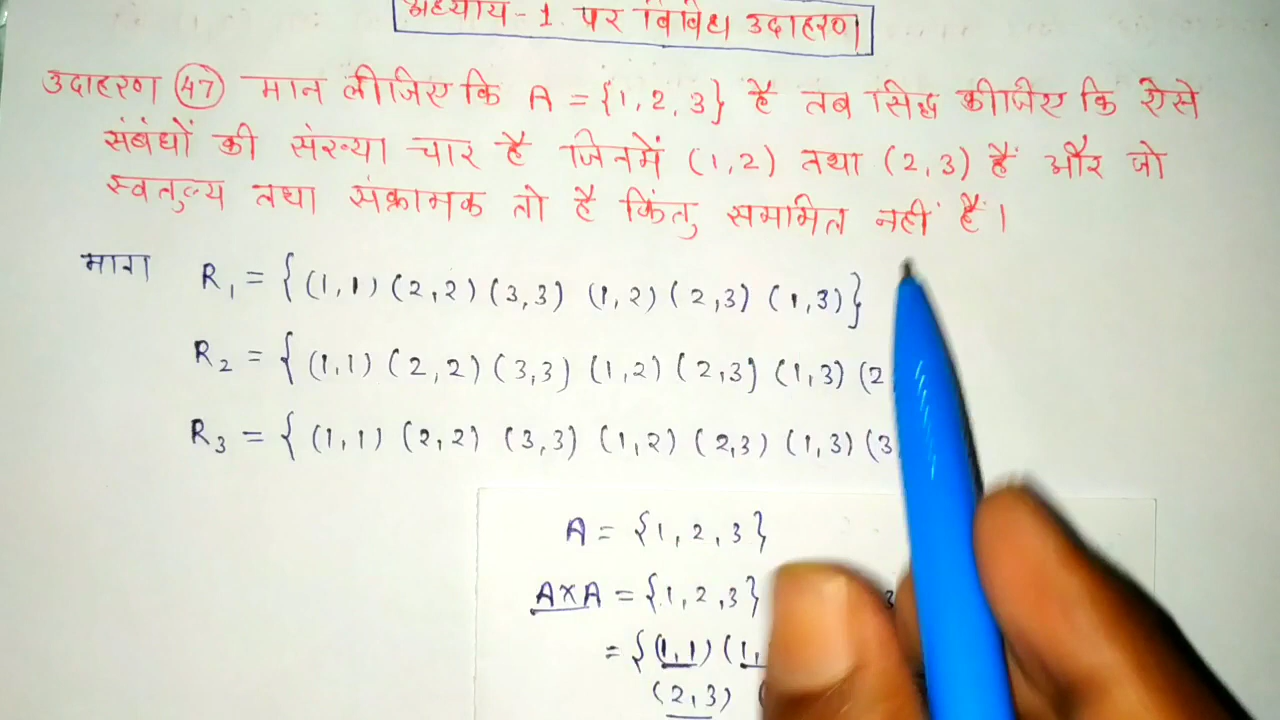 अध्याय - 1 पर विविध उदाहरण
उदाहरण 47 मान लीजिए कि A = {1, 2, 3} है तब सिद्ध कीजिए कि ऐसे
संबंधों की संख्या चार है जिनमें (1, 2) तथा (2, 3) हैं और जो
स्वतुल्य तथा संक्रामक तो है किंतु सममित नहीं हैं।
माना R₁ = {(1,1) (2,2) (3,3) (1,2) (2,3) (1,3)}
R₂ = {(1,1) (2,2) (3,3) (1,2) (2,3) (1,3) (2
R₃ = {(1,1) (2,2) (3,3) (1,2) (2,3) (1,3) (3
A = {1, 2, 3}
A×A = {1, 2, 3}
= {(1,1) (1,
(2,3) (